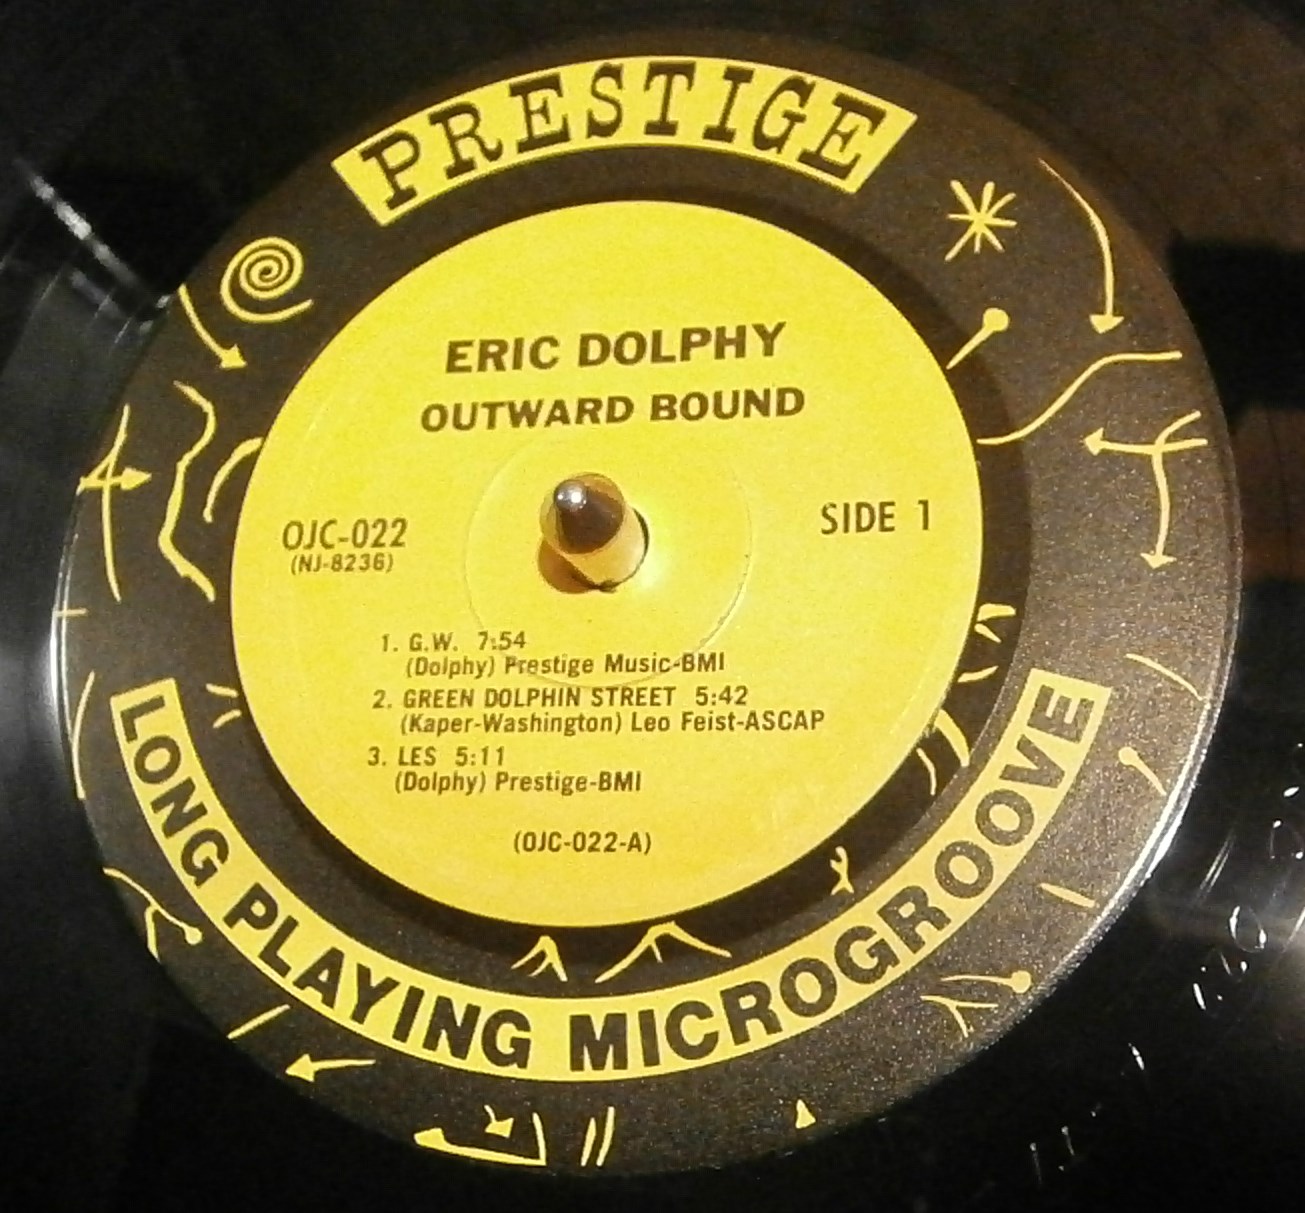 PRESTIGE
ERIC DOLPHY
OUTWARD BOUND
OJC-022
(NJ-8236)
SIDE 1
1. G.W. 7:54
(Dolphy) Prestige Music-BMI
2. GREEN DOLPHIN STREET 5:42
(Kaper-Washington) Leo Feist-ASCAP
3. LES 5:11
(Dolphy) Prestige-BMI
(OJC-022-A)
LONG PLAYING MICROGROOVE